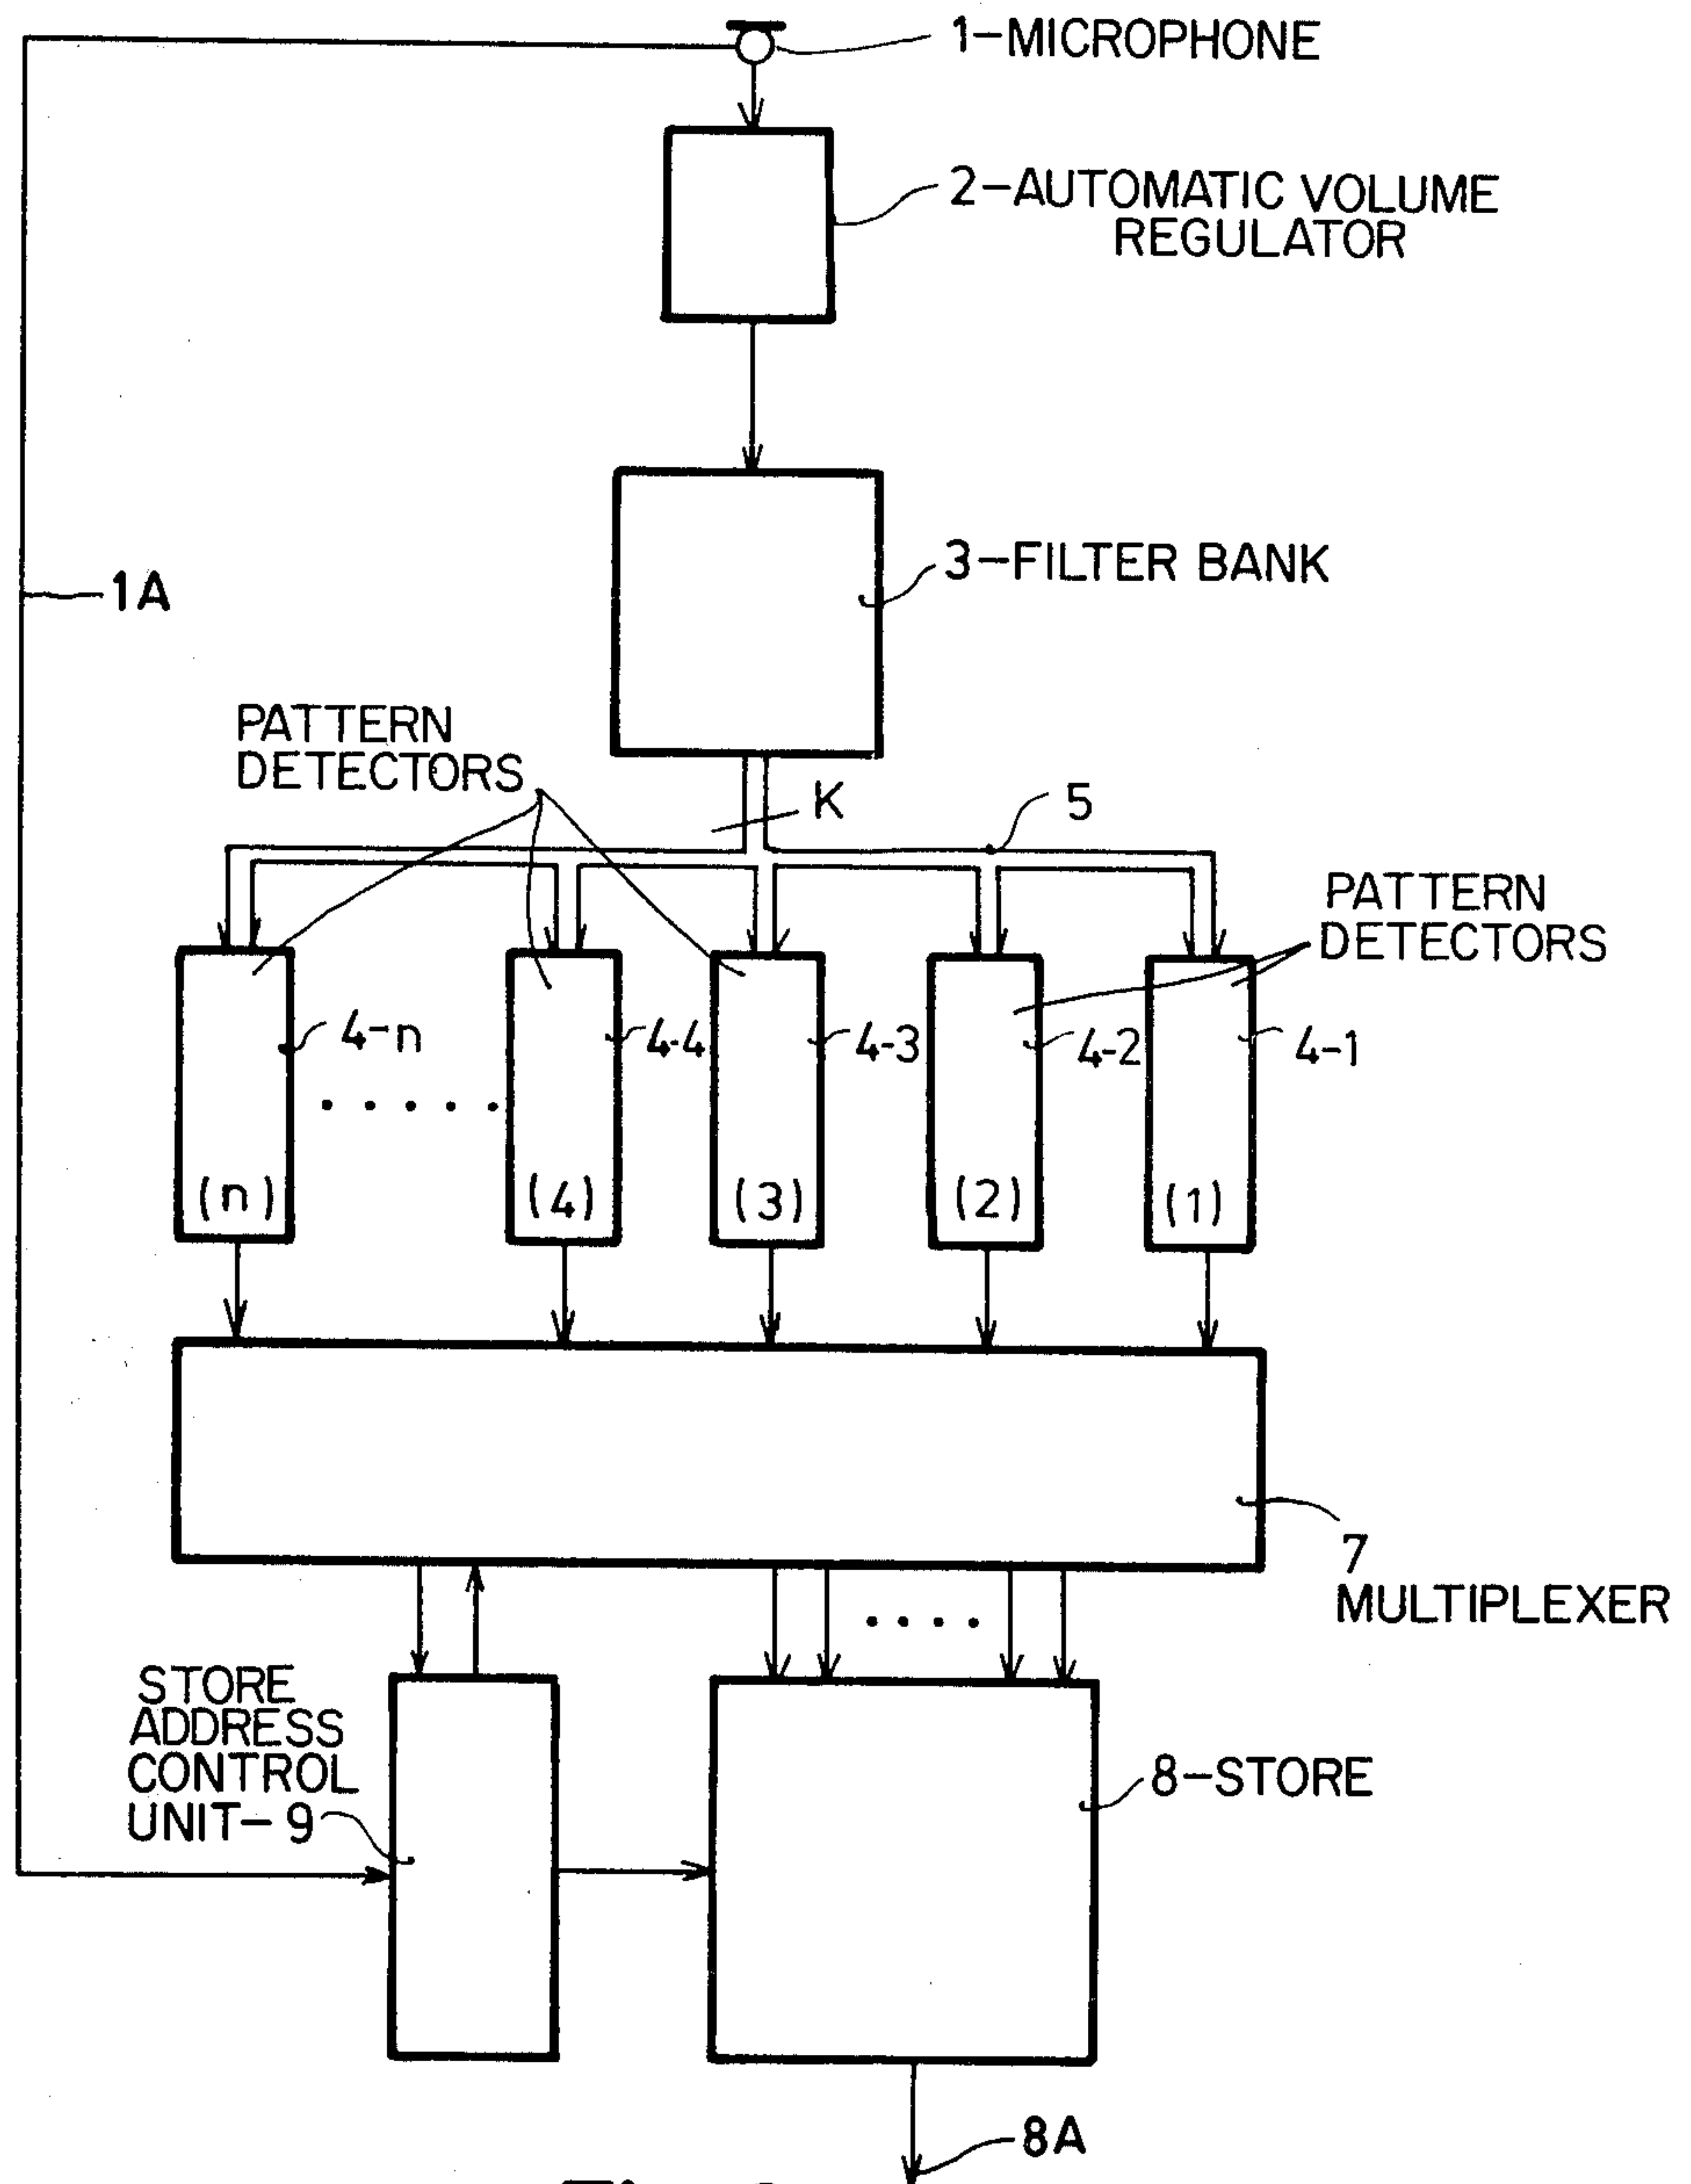 1-MICROPHONE
2-AUTOMATIC VOLUME
REGULATOR
3-FILTER BANK
1A
PATTERN
DETECTORS
K
5
PATTERN
DETECTORS
4-n
4-4
4-3
4-2
4-1
(n)
(4)
(3)
(2)
(1)
7
MULTIPLEXER
STORE
ADDRESS
CONTROL
UNIT-9
8-STORE
8A